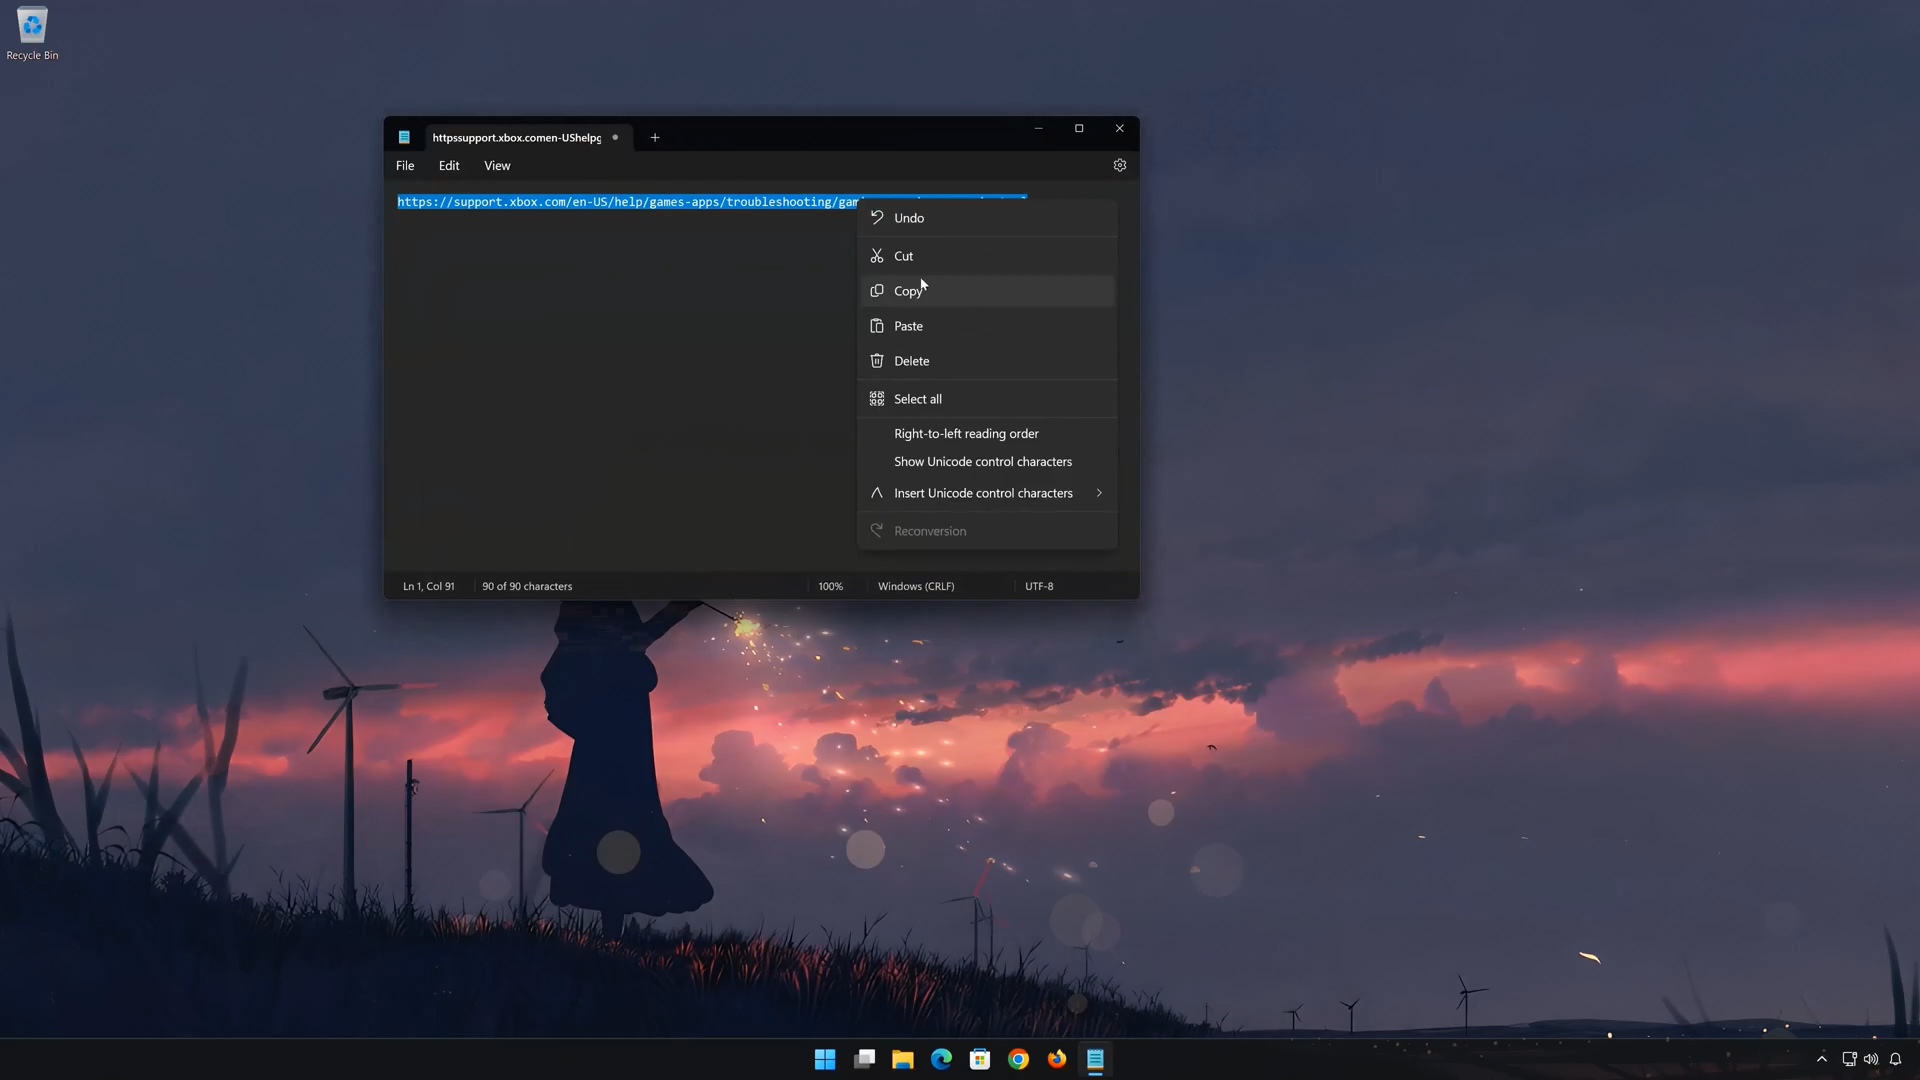 Recycle Bin
httpssupport.xbox.comen-UShelpg
File Edit View
https://support.xbox.com/en-US/help/games-apps/troubleshooting/gam
Undo
Cut
Copy
Paste
Delete
Select all
Right-to-left reading order
Show Unicode control characters
Insert Unicode control characters
Reconversion
Ln 1, Col 91 90 of 90 characters 100% Windows (CRLF) UTF-8